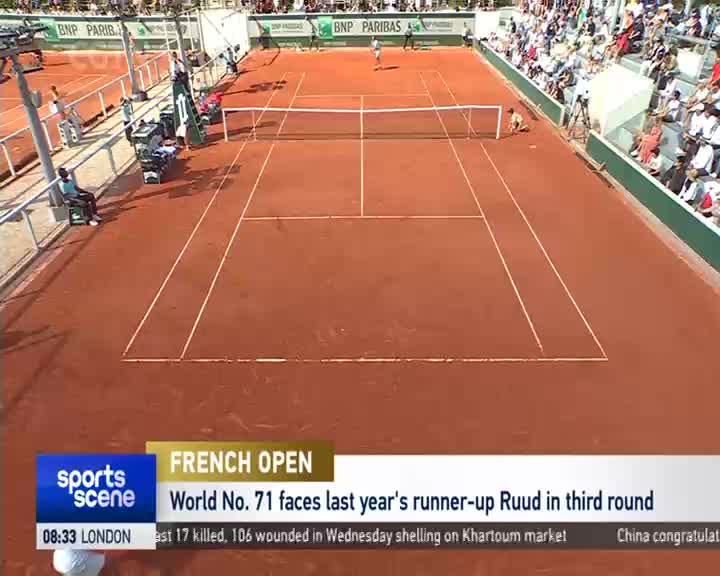 BNP PARIBAS
BNP PARIBAS
FRENCH OPEN
sports
scene
World No. 71 faces last year's runner-up Ruud in third round
08:33 LONDON
ast 17 killed, 106 wounded in Wednesday shelling on Khartoum market
China congratulat